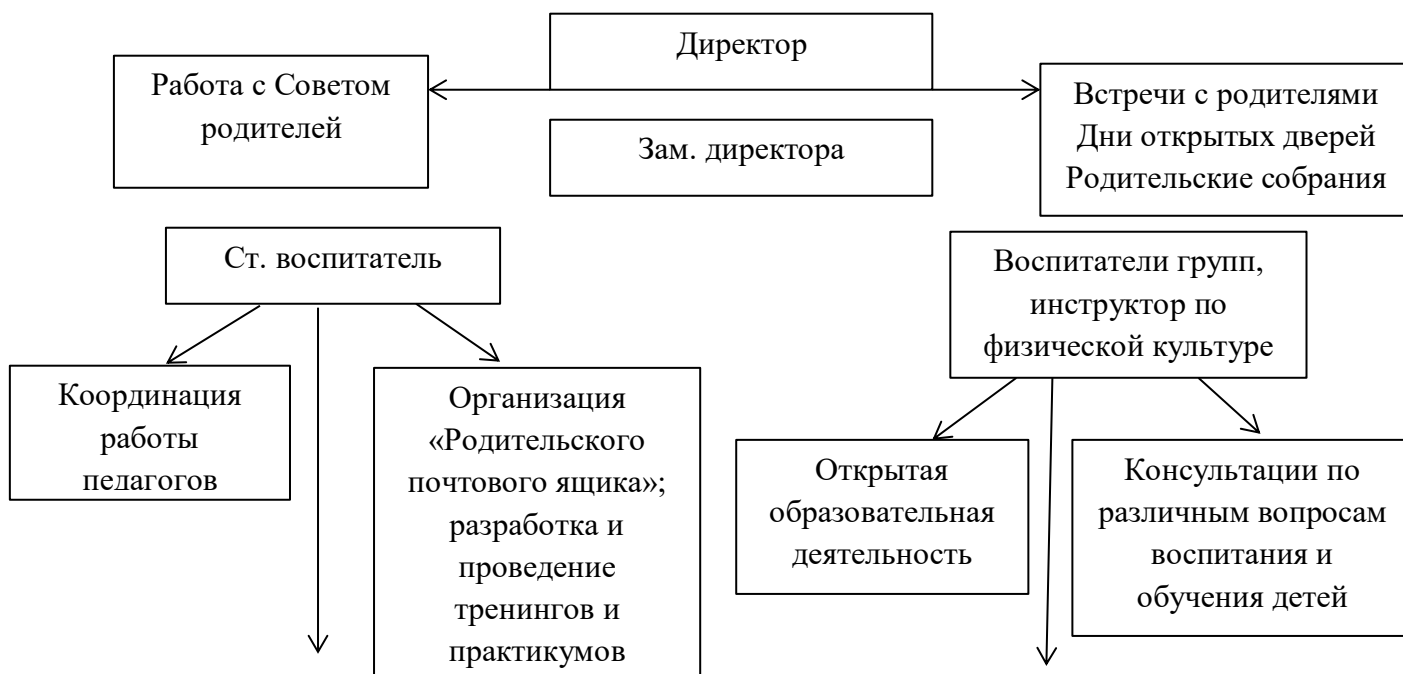 Директор
Работа с Советом
родителей
Встречи с родителями
Дни открытых дверей
Родительские собрания
Зам. директора
Ст. воспитатель
Воспитатели групп,
инструктор по
физической культуре
Координация
работы
педагогов
Организация
«Родительского
почтового ящика»;
разработка и
проведение
тренингов и
практикумов
Открытая
образовательная
деятельность
Консультации по
различным вопросам
воспитания и
обучения детей